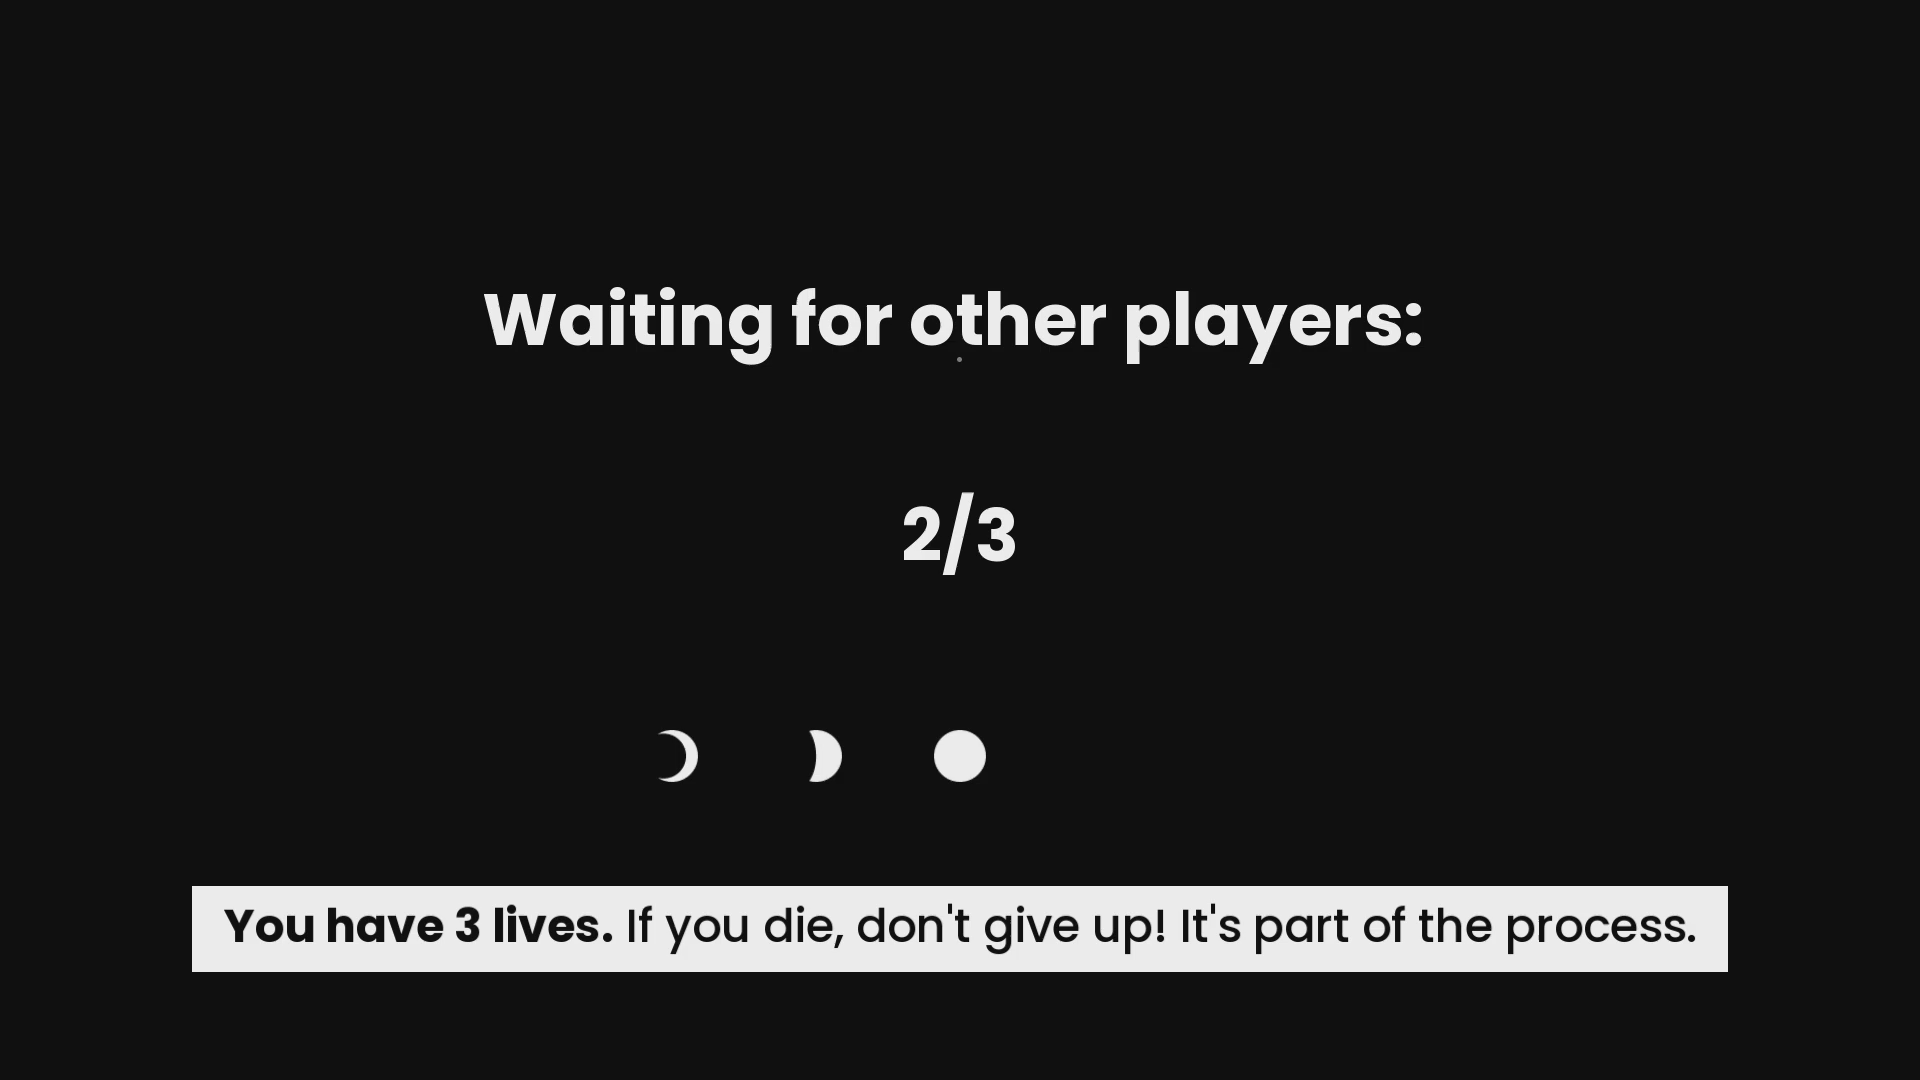 Waiting for other players:
2/3
You have 3 lives. If you die, don't give up! It's part of the process.